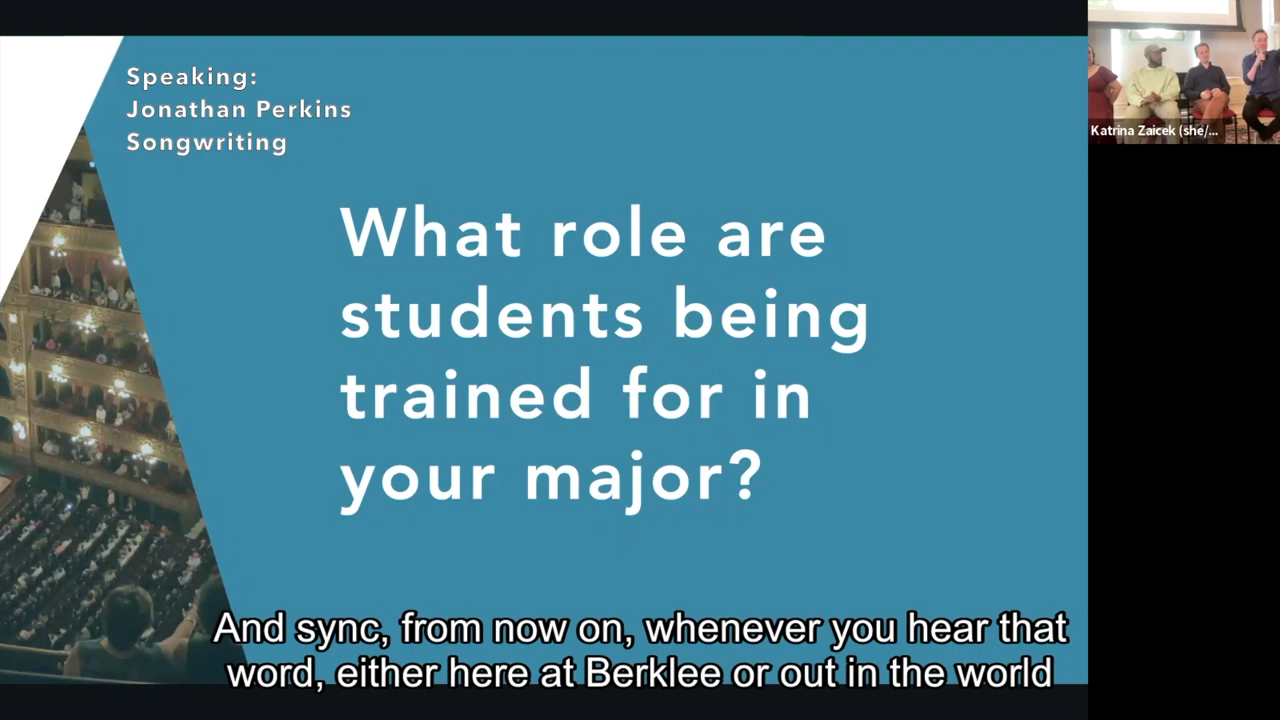 Speaking:
Jonathan Perkins
Songwriting
What role are
students being
trained for in
your major?
Katrina Zaicek (she/...
And sync, from now on, whenever you hear that
word, either here at Berklee or out in the world